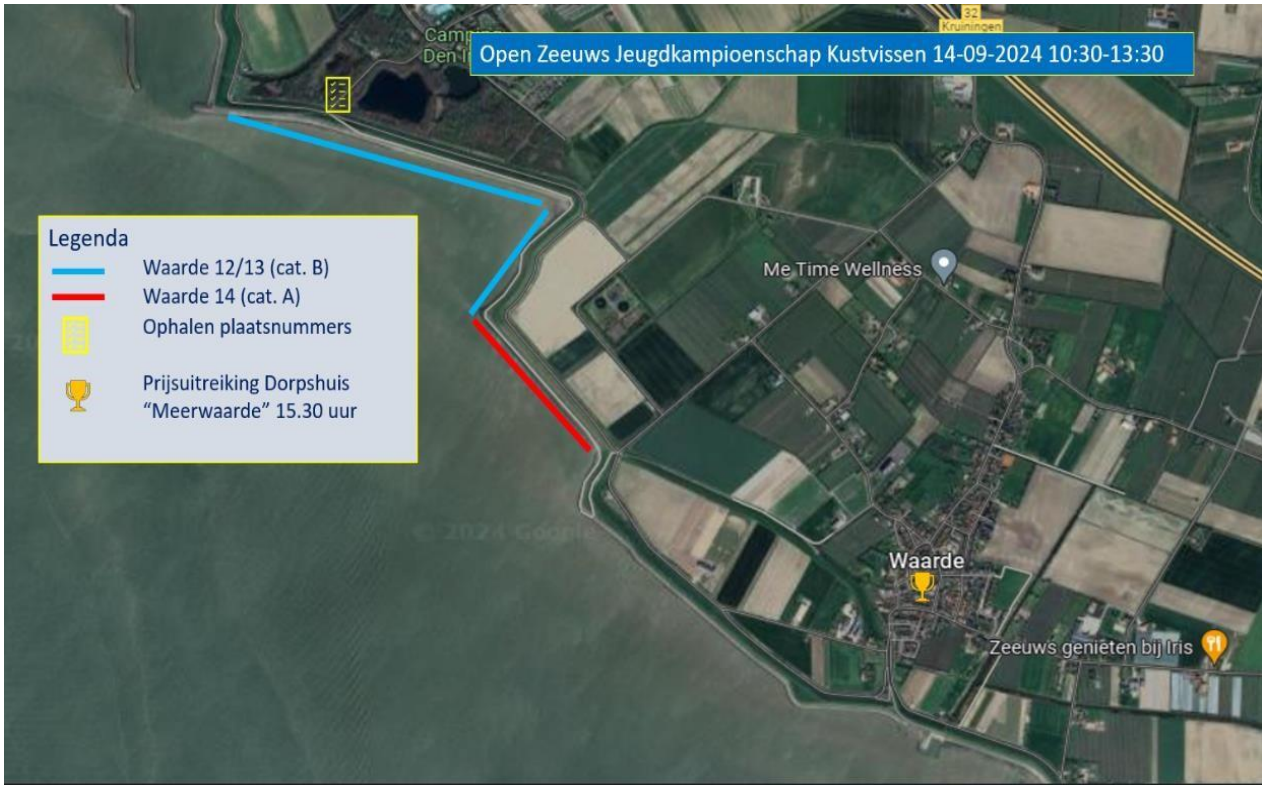 32
Kruiningen
Camping
Open Zeeuws Jeugdkampioenschap Kustvissen 14-09-2024 10:30-13:30
Den
Legenda
Waarde 12/13 (cat. B)
Waarde 14 (cat. A)
Ophalen plaatsnummers
Prijsuitreiking Dorpshuis
“Meerwaarde” 15.30 uur
Me Time Wellness
© 2024 Google
Waarde
Zeeuws genieten bij Iris